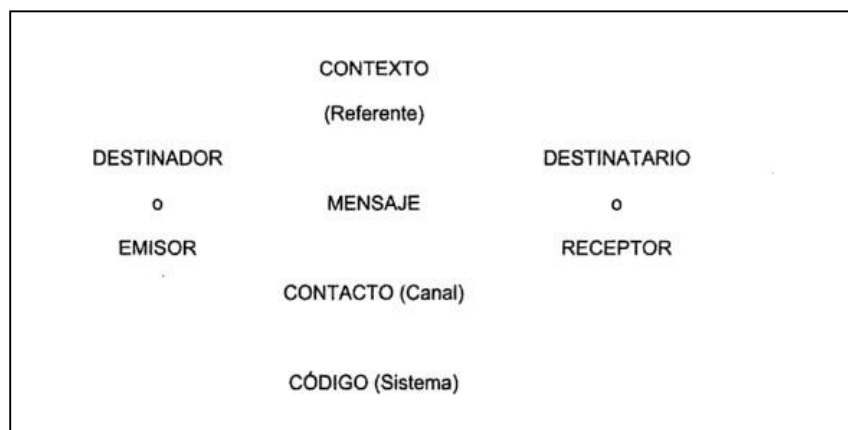 CONTEXTO
(Referente)
DESTINADOR DESTINATARIO
o MENSAJE o
EMISOR RECEPTOR
CONTACTO (Canal)
CÓDIGO (Sistema)